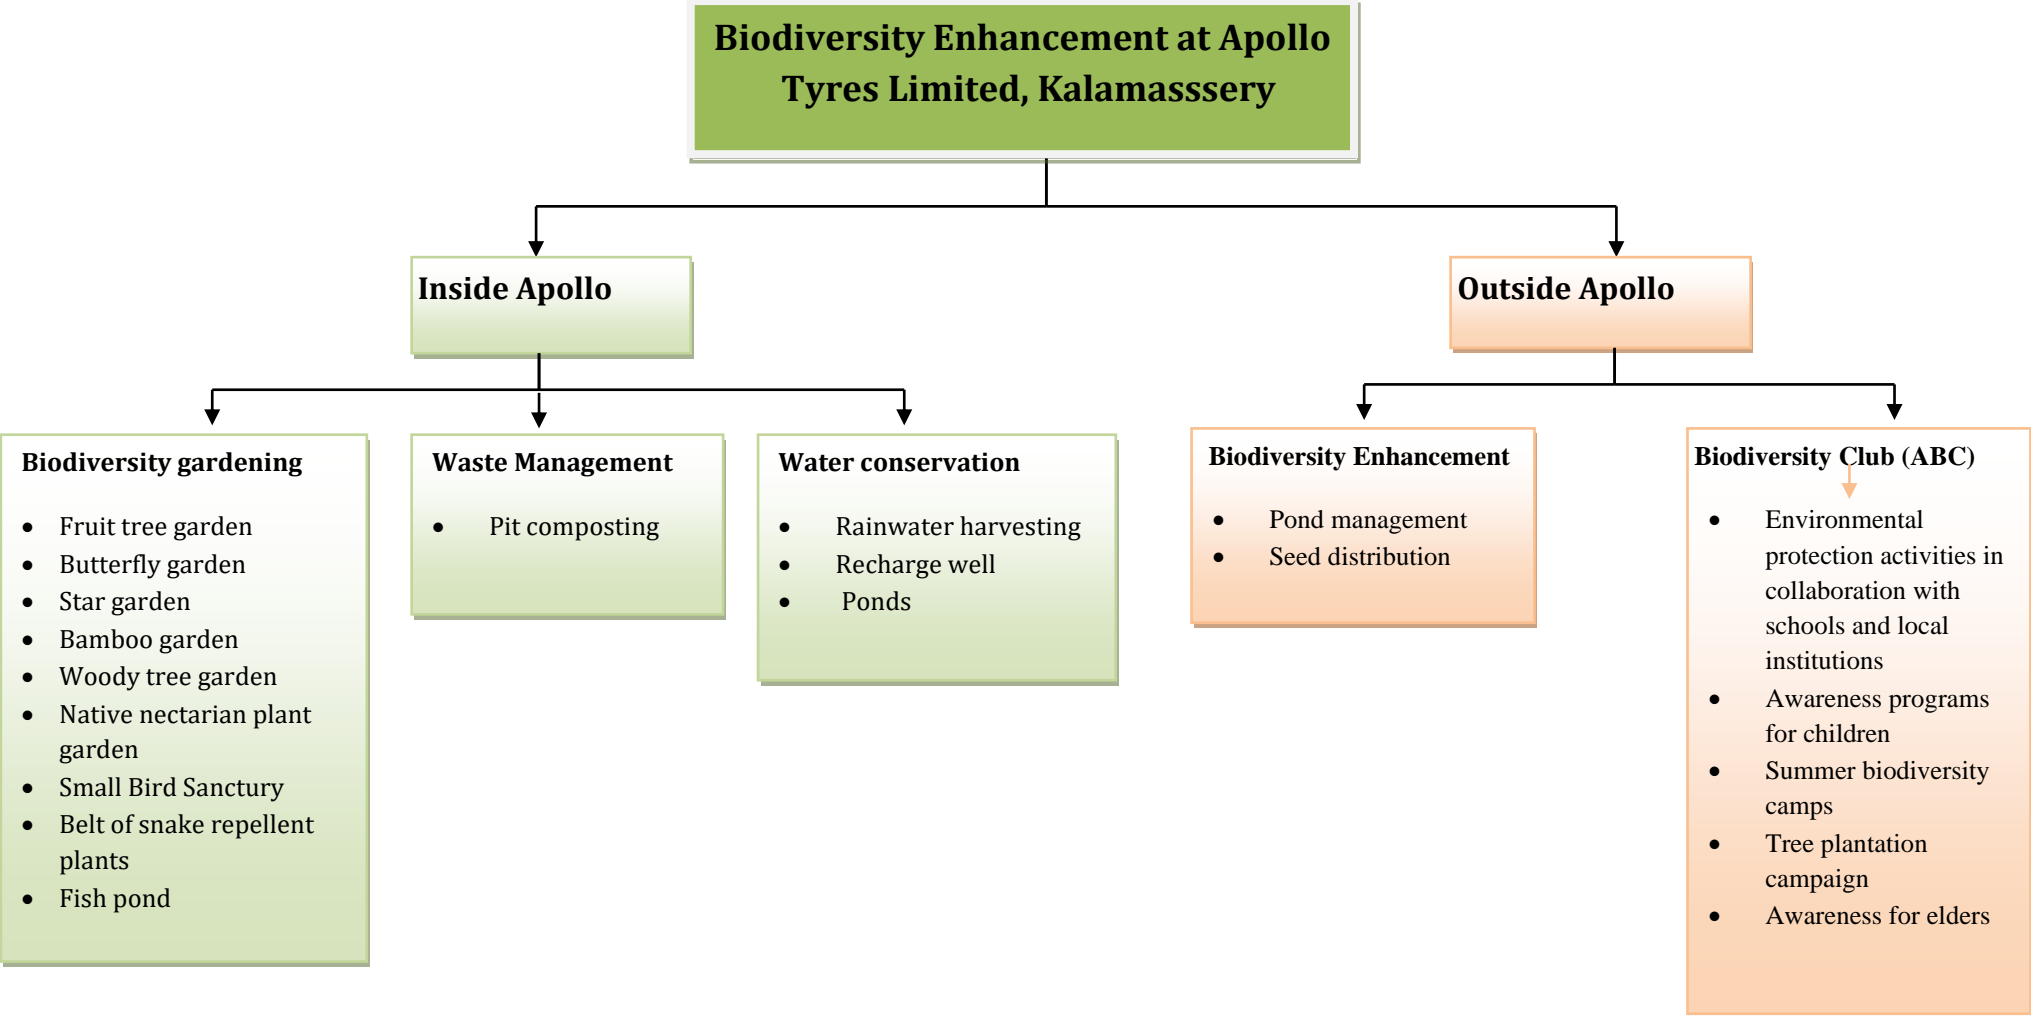 Biodiversity Enhancement at Apollo
Tyres Limited, Kalamasssery
Inside Apollo
Outside Apollo
Biodiversity gardening
• Fruit tree garden
• Butterfly garden
• Star garden
• Bamboo garden
• Woody tree garden
• Native nectarian plant
garden
• Small Bird Sanctury
• Belt of snake repellent
plants
• Fish pond
Waste Management
• Pit composting
Water conservation
• Rainwater harvesting
• Recharge well
• Ponds
Biodiversity Enhancement
• Pond management
• Seed distribution
Biodiversity Club (ABC)
• Environmental
protection activities in
collaboration with
schools and local
institutions
• Awareness programs
for children
• Summer biodiversity
camps
• Tree plantation
campaign
• Awareness for elders